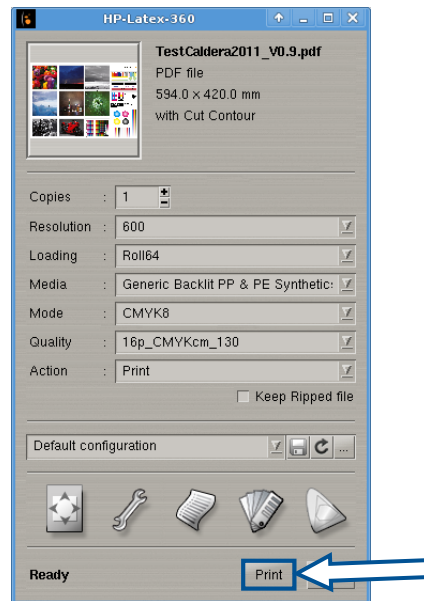 HP-Latex-360
TestCaldera2011_V0.9.pdf
PDF file
594.0 x 420.0 mm
with Cut Contour
Copies : 1
Resolution : 600
Loading : Roll64
Media : Generic Backlit PP & PE Synthetic:
Mode : CMYK8
Quality : 16p_CMYKcm_130
Action : Print
Keep Ripped file
Default configuration
...
Ready
Print